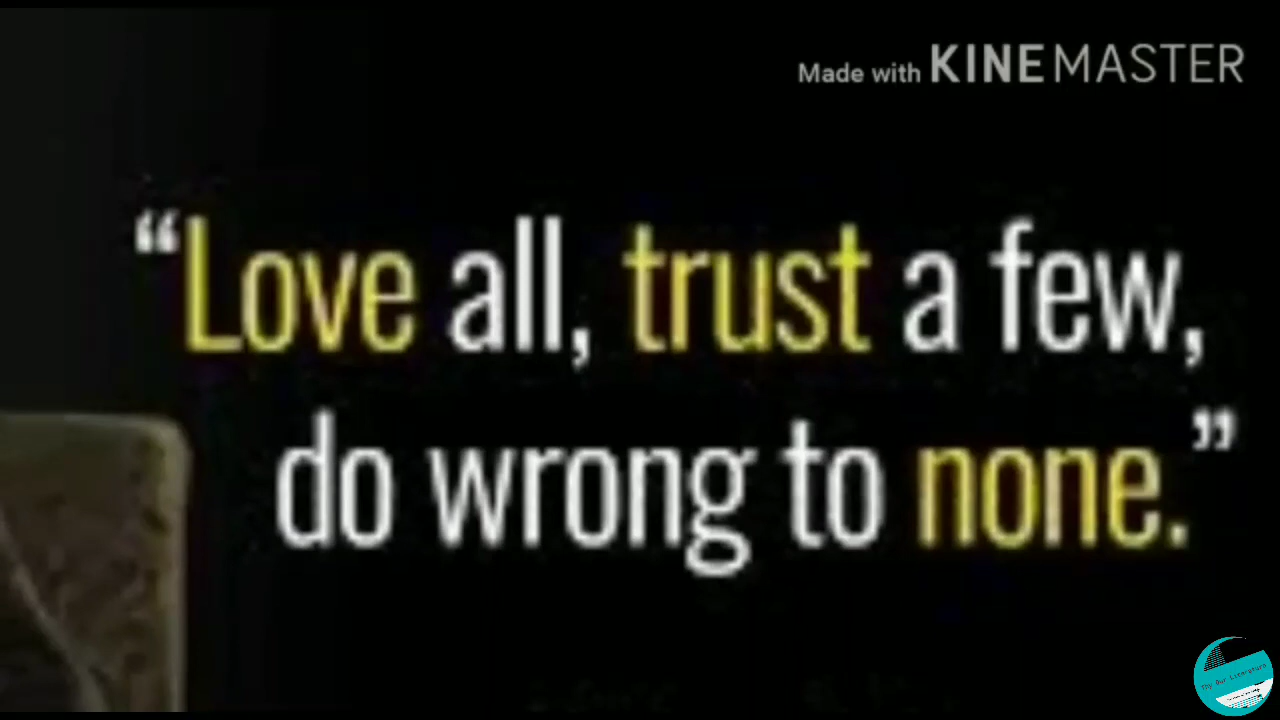 Made with KINEMASTER
“Love all, trust a few,
do wrong to none.”